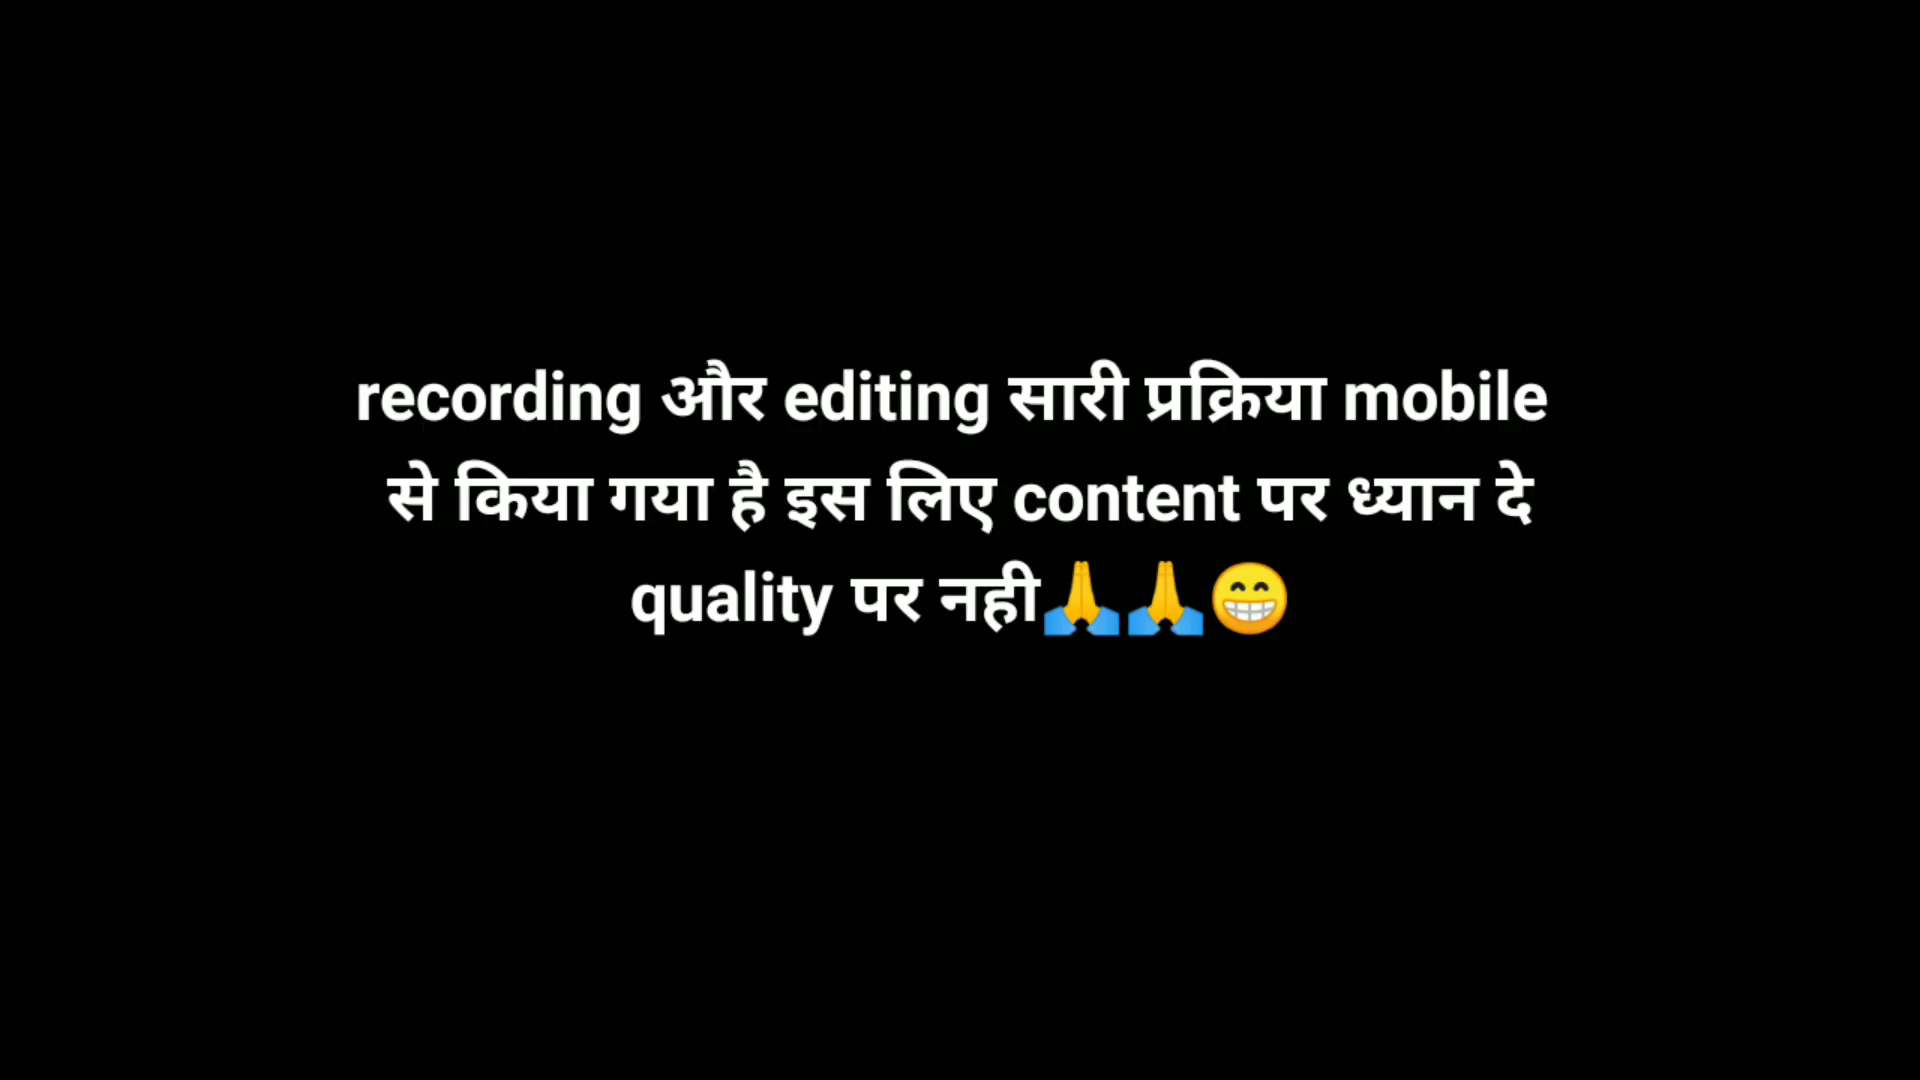 recording और editing सारी प्रक्रिया mobile
से किया गया है इस लिए content पर ध्यान दे
quality पर नही🙏🙏😁